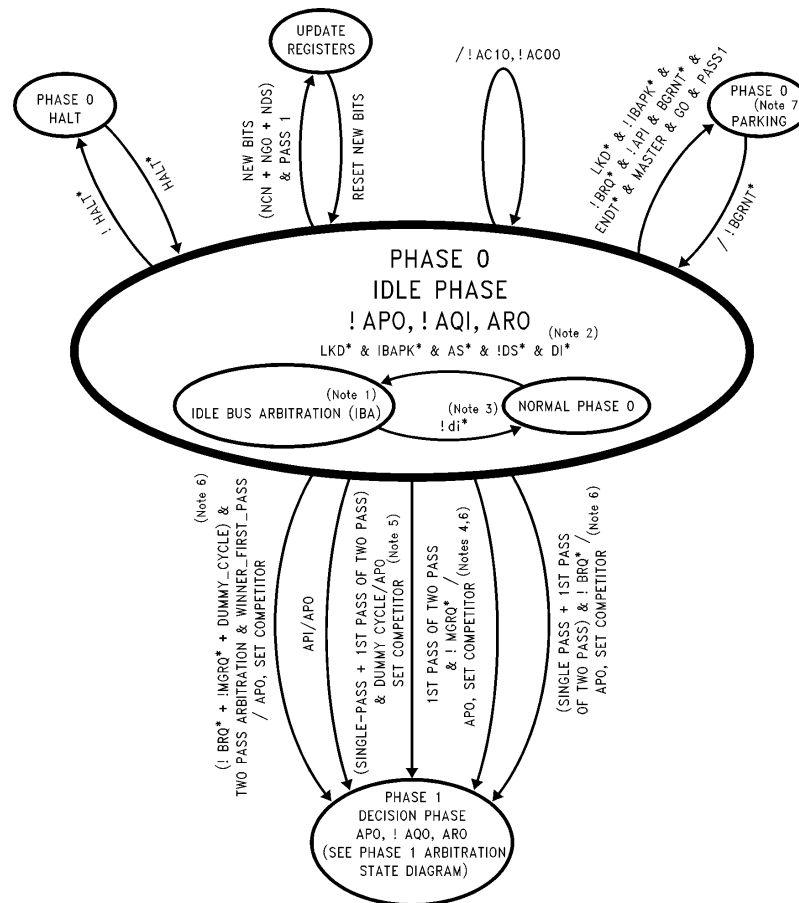 UPDATE
REGISTERS
/ ! AC10, ! AC00
PHASE 0
HALT
PHASE 0
(Note 7
PARKING
! HALT*
HALT*
NEW BITS
(NCN + NGO + NDS)
& PASS 1
RESET NEW BITS
LKD* & ! IBAPK* &
! BRQ* & ! API & BGRNT* &
ENDT* & MASTER & GO & PASS1
/ ! BGRNT*
PHASE 0
IDLE PHASE
! APO, ! AQI, ARO
(Note 2)
LKD* & IBAPK* & AS* & !DS* & DI*
(Note 1)
IDLE BUS ARBITRATION (IBA)
(Note 3)
! di*
NORMAL PHASE 0
(Note 6)
(! BRQ* + !MGRQ* + DUMMY_CYCLE) &
TWO PASS ARBITRATION & WINNER_FIRST_PASS
/ APO, SET COMPETITOR
API/APO
(SINGLE-PASS + 1ST PASS OF TWO PASS)
& DUMMY CYCLE/APO
SET COMPETITOR (Note 5)
1ST PASS OF TWO PASS
& ! MGRQ* / (Notes 4,6)
APO, SET COMPETITOR
(SINGLE PASS + 1ST PASS
OF TWO PASS) & ! BRQ* / (Note 6)
APO, SET COMPETITOR
PHASE 1
DECISION PHASE
APO, ! AQO, ARO
(SEE PHASE 1 ARBITRATION
STATE DIAGRAM)